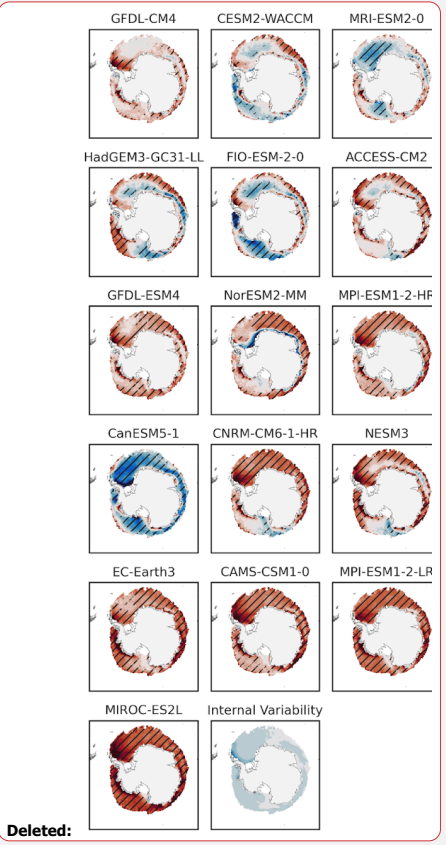 GFDL-CM4 CESM2-WACCM MRI-ESM2-0
HadGEM3-GC31-LL FIO-ESM-2-0 ACCESS-CM2
GFDL-ESM4 NorESM2-MM MPI-ESM1-2-HR
CanESM5-1 CNRM-CM6-1-HR NESM3
EC-Earth3 CAMS-CSM1-0 MPI-ESM1-2-LR
MIROC-ES2L Internal Variability
Deleted: